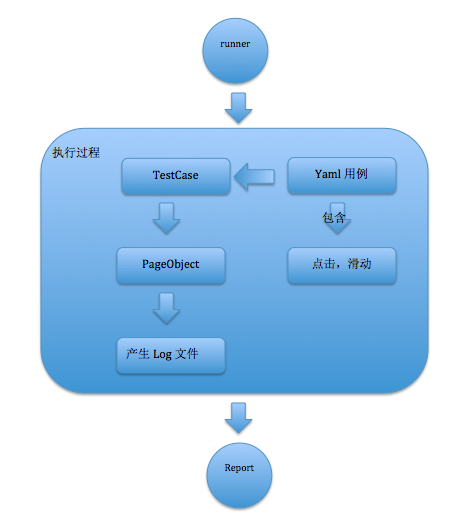 runner
执行过程
TestCase
Yaml 用例
包含
PageObject
点击，滑动
产生 Log 文件
Report